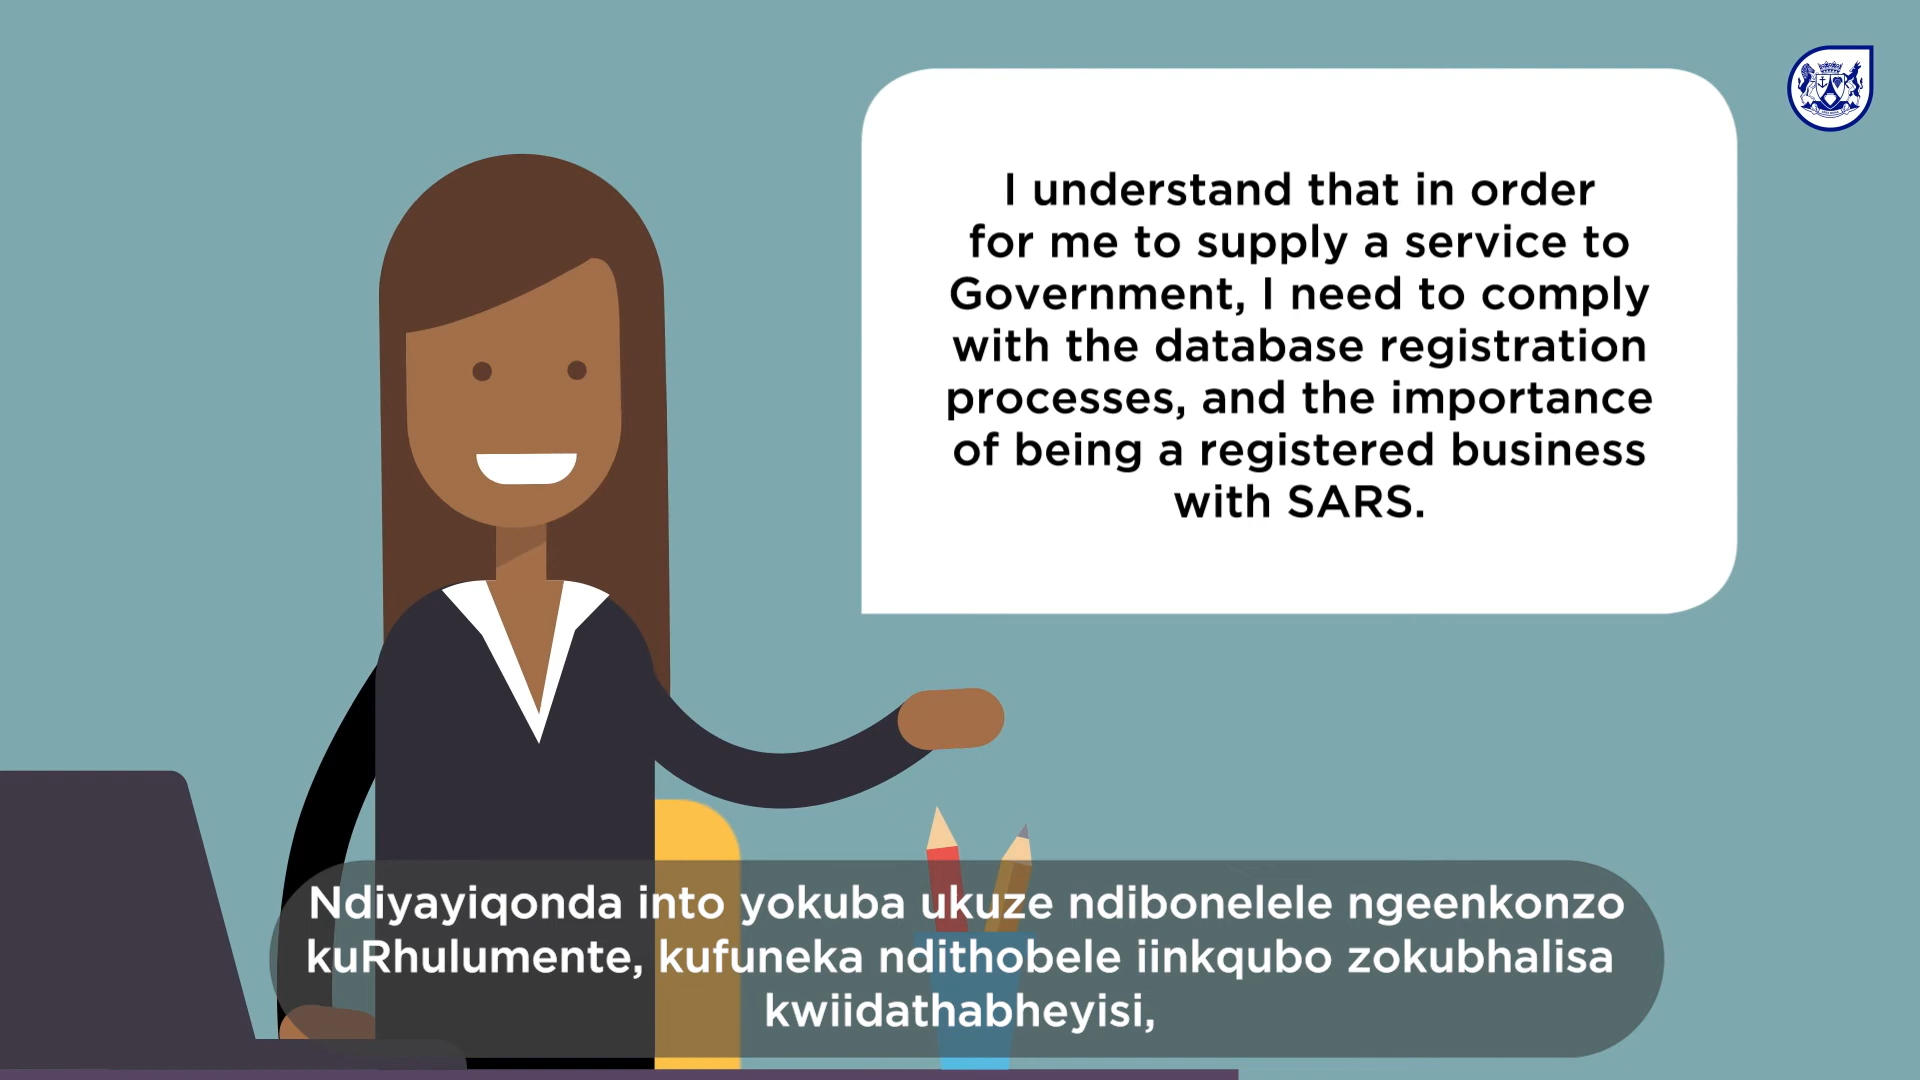 I understand that in order
for me to supply a service to
Government, I need to comply
with the database registration
processes, and the importance
of being a registered business
with SARS.
Ndiyayiqonda into yokuba ukuze ndibonelele ngeenkonzo
kuRhulumente, kufuneka ndithobele iinkqubo zokubhalisa
kwiidathabheyisi,